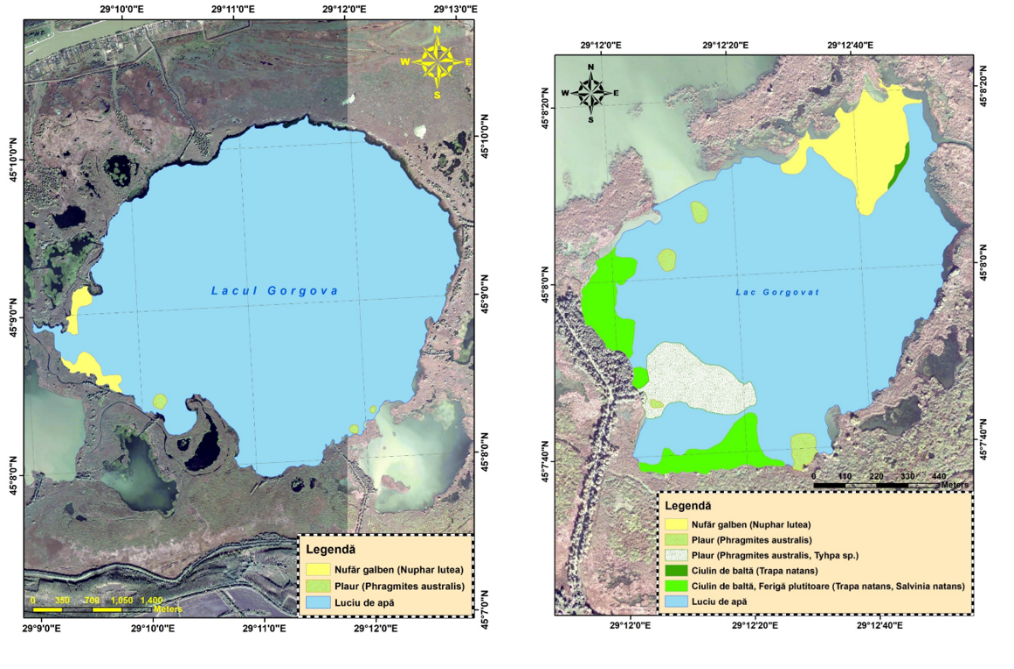 29°10'0"E 29°11'0"E 29°12'0"E 29°13'0"E
N
W E
S
45°10'0"N 45°10'0"N
45°9'0"N 45°9'0"N
45°8'0"N 45°8'0"N
45°7'0"N
Lacul Gorgova
Legendă
Nufăr galben (Nuphar lutea)
Plaur (Phragmites australis)
Luciu de apă
0 350 700 1,050 1,400
Meters
29°9'0"E 29°10'0"E 29°11'0"E 29°12'0"E
29°12'0"E 29°12'20"E 29°12'40"E
N
W E
S
45°8'20"N 45°8'20"N
45°8'0"N 45°8'0"N
45°7'40"N 45°7'40"N
Lac Gorgovat
0 110 220 330 440
Meters
Legendă
Nufăr galben (Nuphar lutea)
Plaur (Phragmites australis)
Plaur (Phragmites australis, Tyhpa sp.)
Ciulin de baltă (Trapa natans)
Ciulin de baltă, Ferigă plutitoare (Trapa natans, Salvinia natans)
Luciu de apă
29°12'0"E 29°12'20"E 29°12'40"E